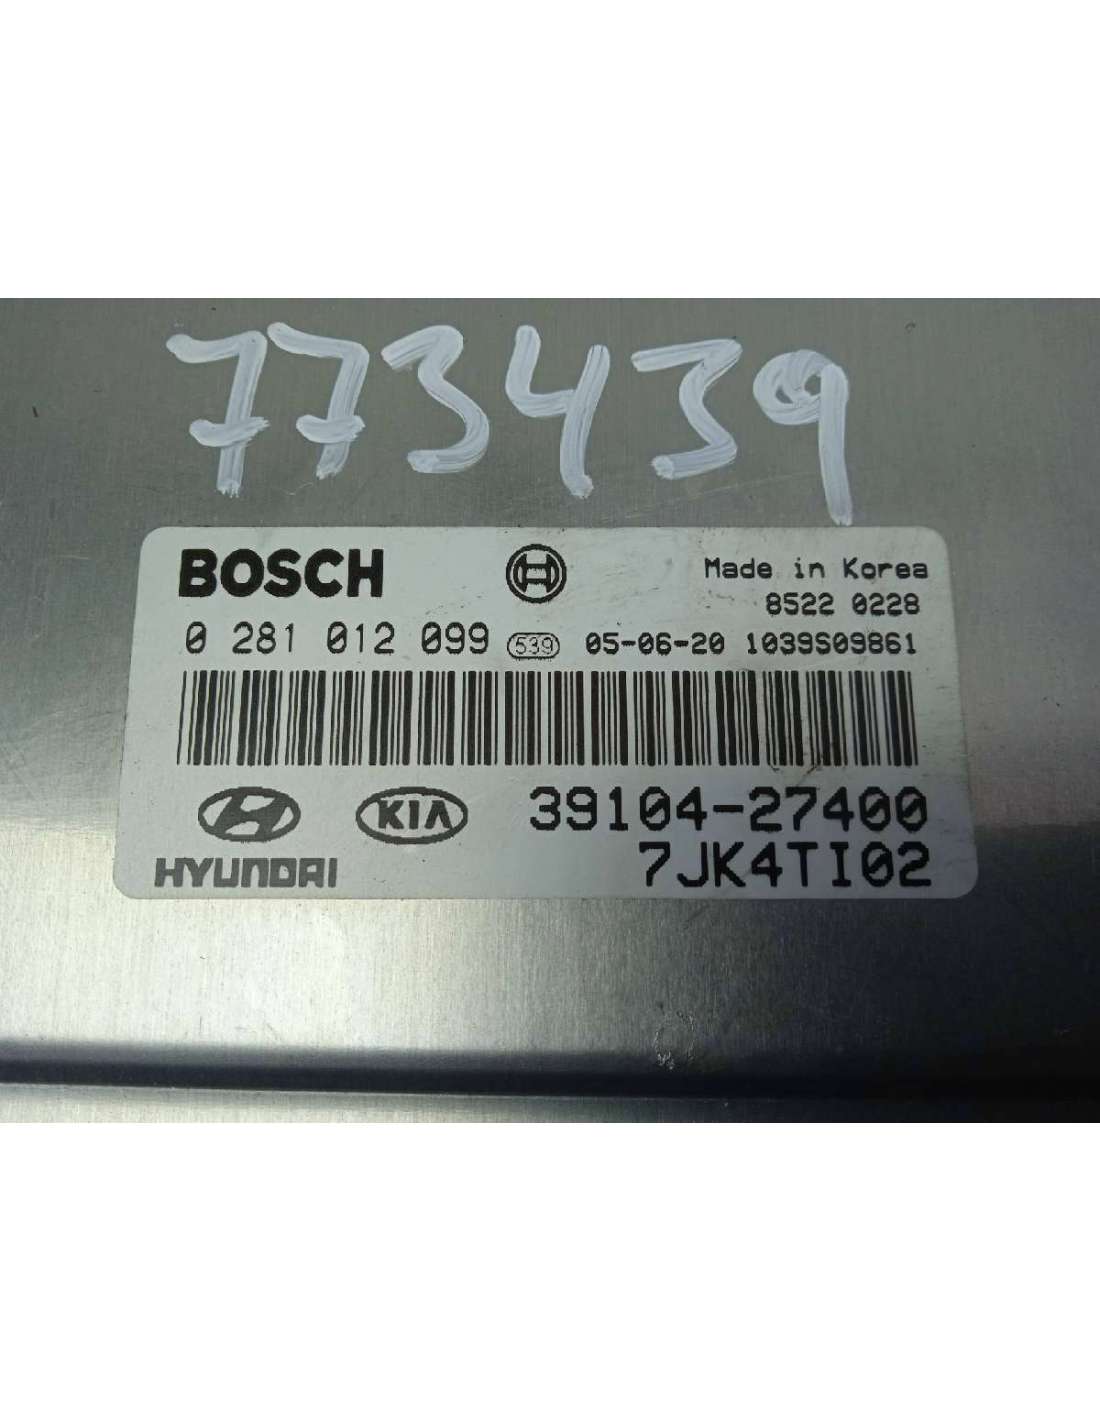 773439
BOSCH
Made in Korea
8522 0228
0 281 012 099 539 05-06-20 1039S09861
KIA 39104-27400
HYUNDAI 7JK4TI02